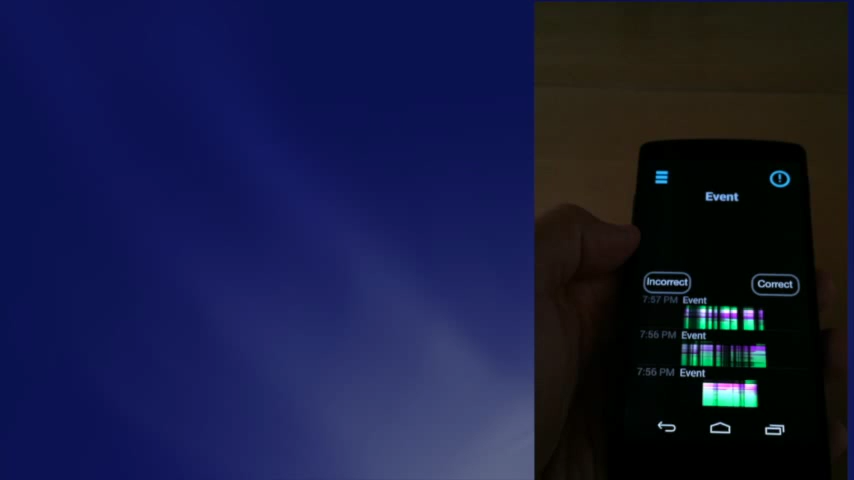 Event
Incorrect Correct
7:57 PM Event
7:56 PM Event
7:56 PM Event